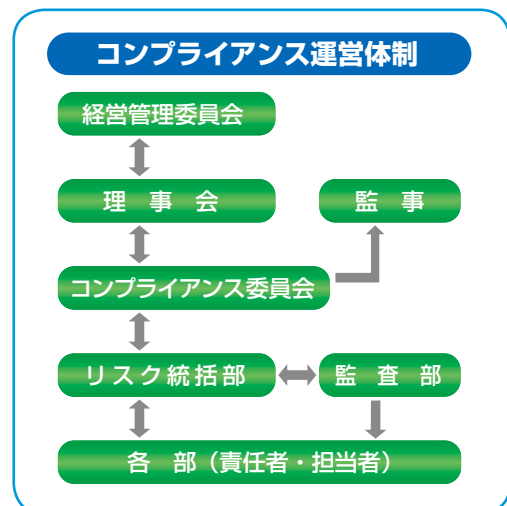 コンプライアンス運営体制
経営管理委員会
理 事 会
監 事
コンプライアンス委員会
リスク統括部
監 査 部
各 部（責任者・担当者）